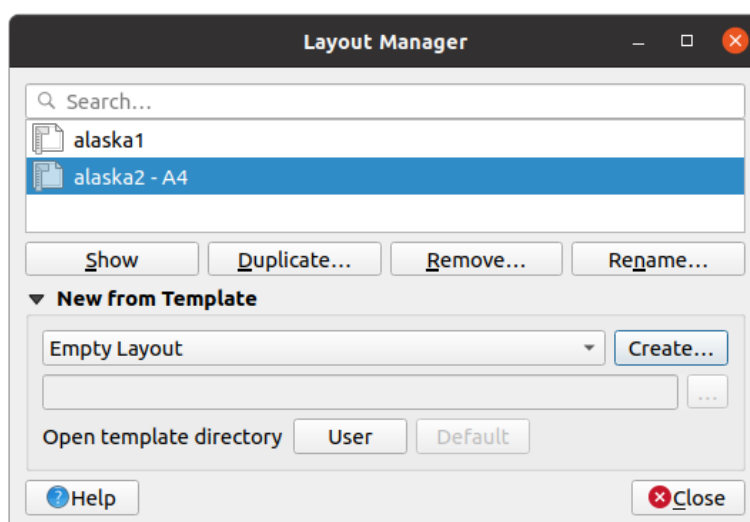 Layout Manager
Search...
alaska1
alaska2 - A4
Show Duplicate... Remove... Rename...
New from Template
Empty Layout Create...
...
Open template directory User Default
Help Close